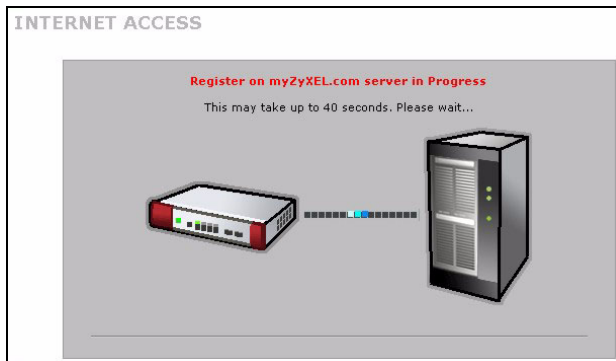 INTERNET ACCESS
Register on myZyXEL.com server in Progress
This may take up to 40 seconds. Please wait...